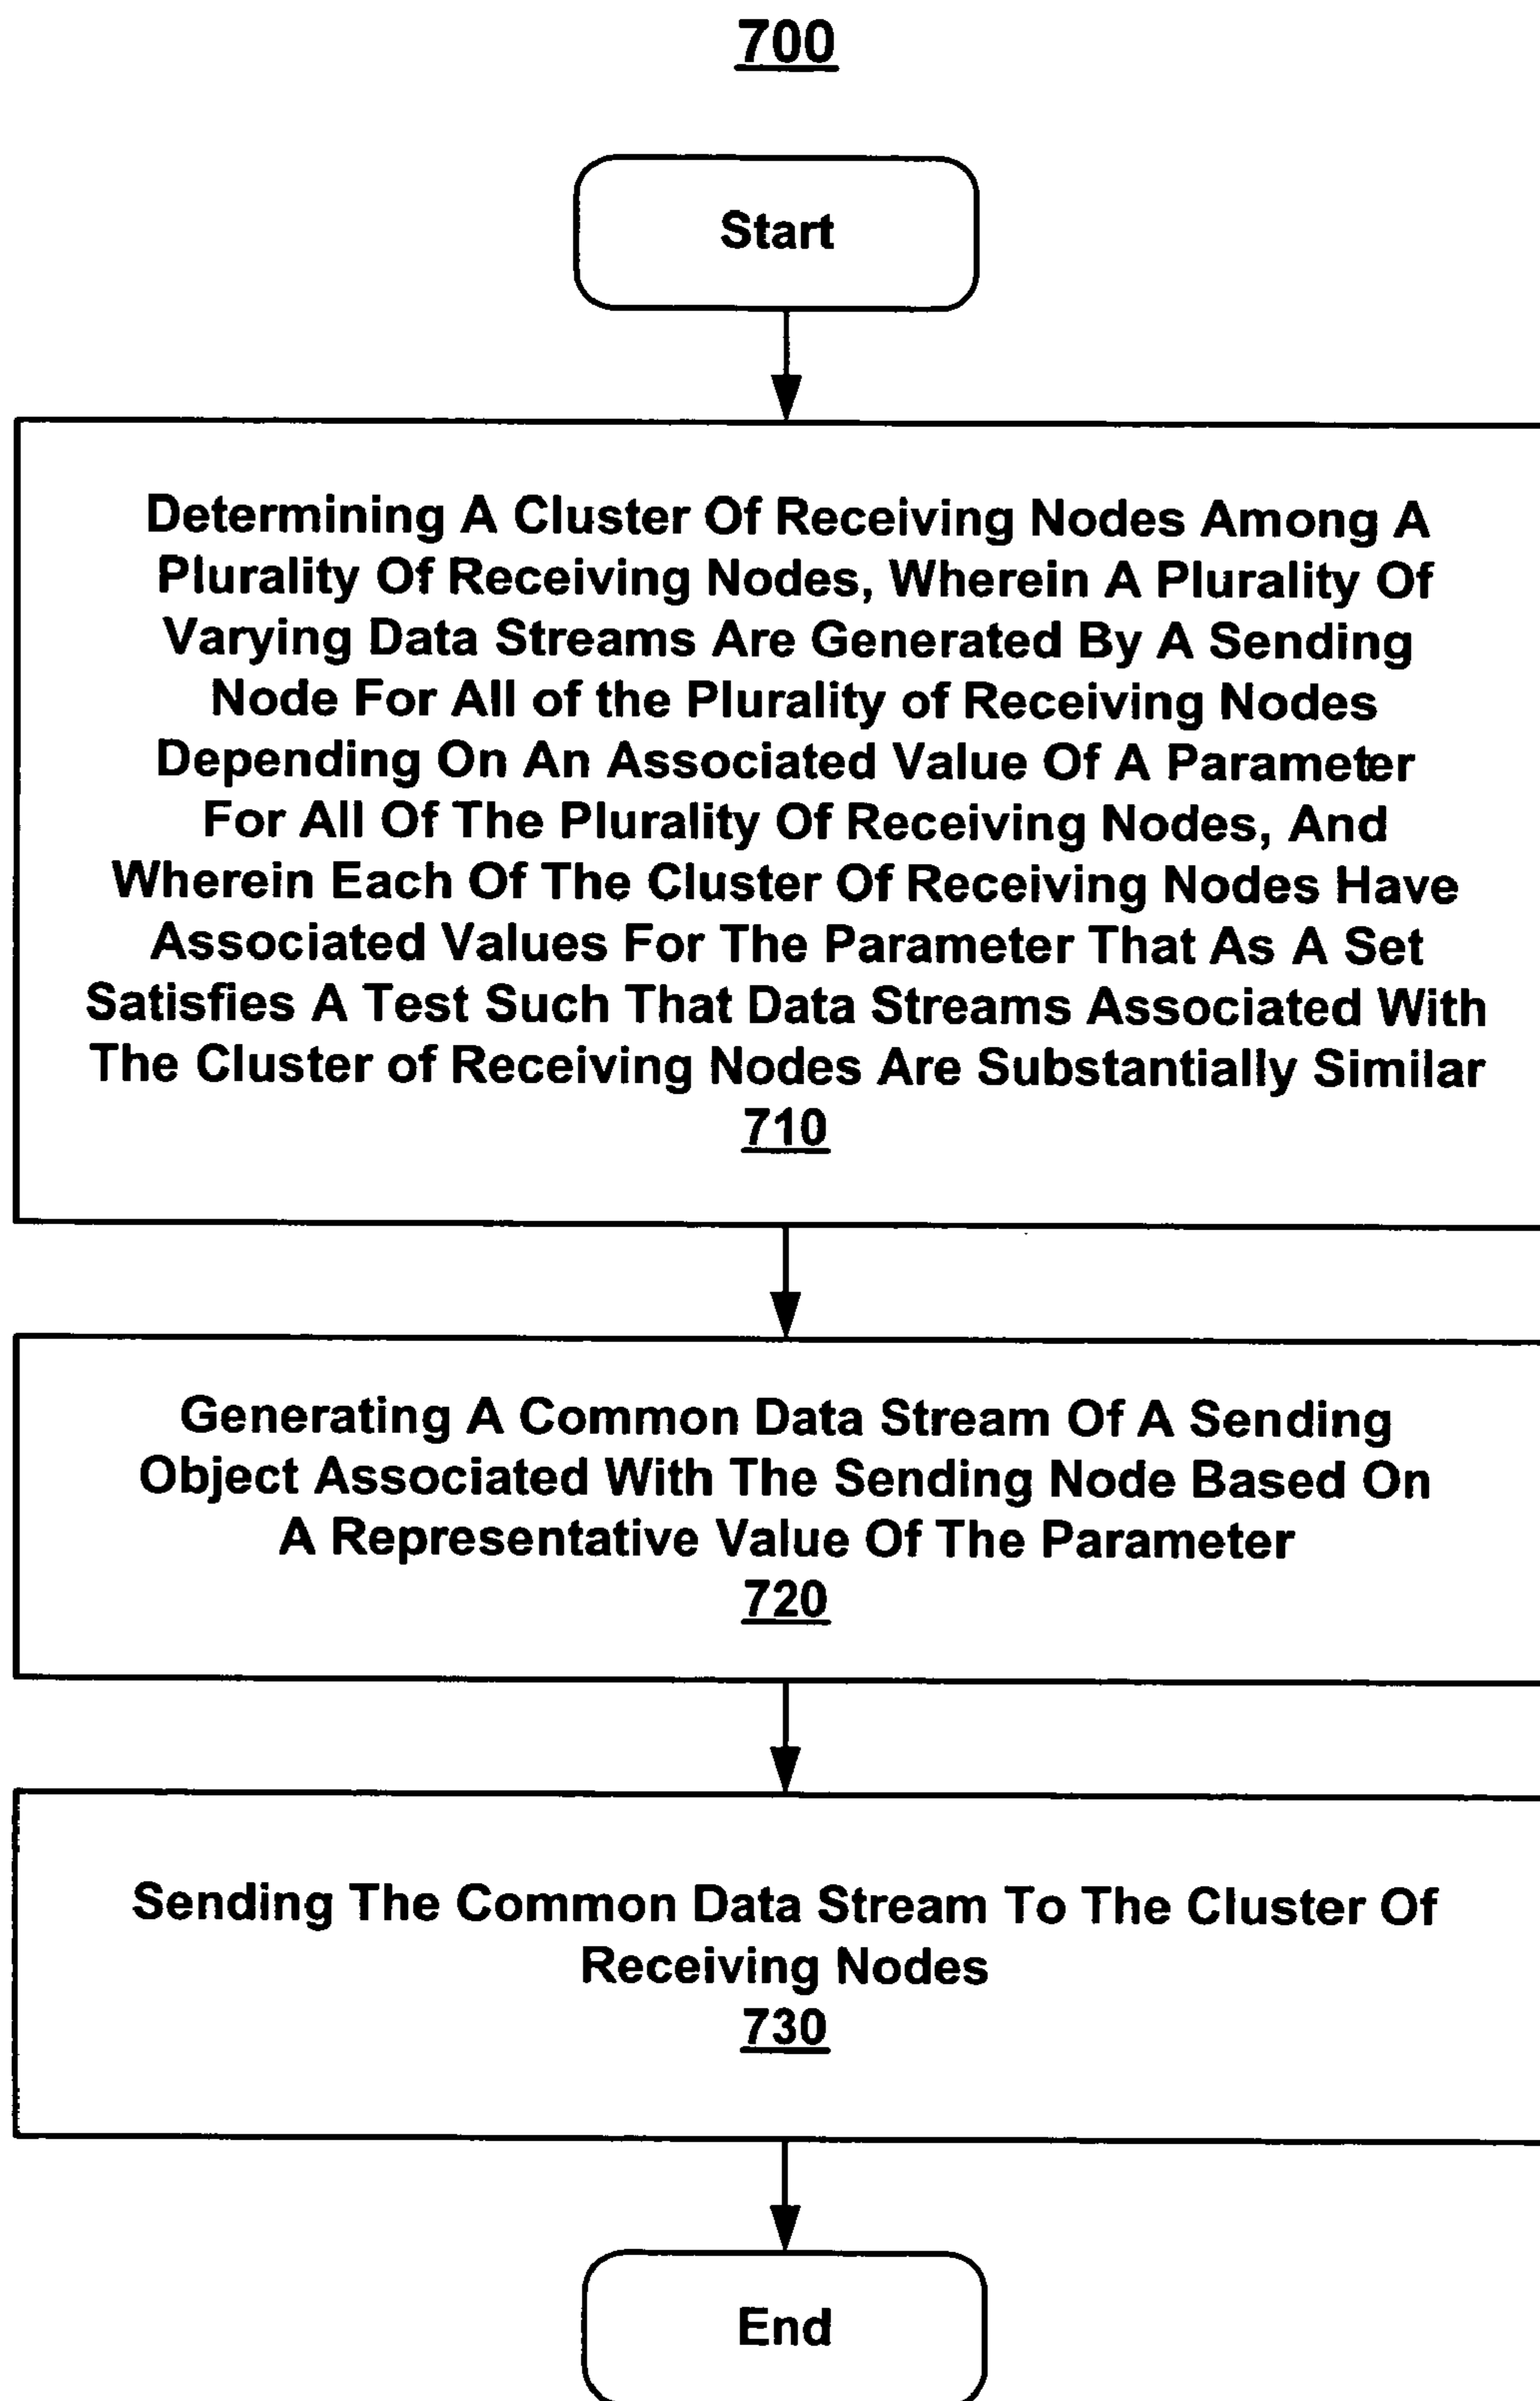 700
Start
Determining A Cluster Of Receiving Nodes Among A
Plurality Of Receiving Nodes, Wherein A Plurality Of
Varying Data Streams Are Generated By A Sending
Node For All of the Plurality of Receiving Nodes
Depending On An Associated Value Of A Parameter
For All Of The Plurality Of Receiving Nodes, And
Wherein Each Of The Cluster Of Receiving Nodes Have
Associated Values For The Parameter That As A Set
Satisfies A Test Such That Data Streams Associated With
The Cluster of Receiving Nodes Are Substantially Similar
710
Generating A Common Data Stream Of A Sending
Object Associated With The Sending Node Based On
A Representative Value Of The Parameter
720
Sending The Common Data Stream To The Cluster Of
Receiving Nodes
730
End